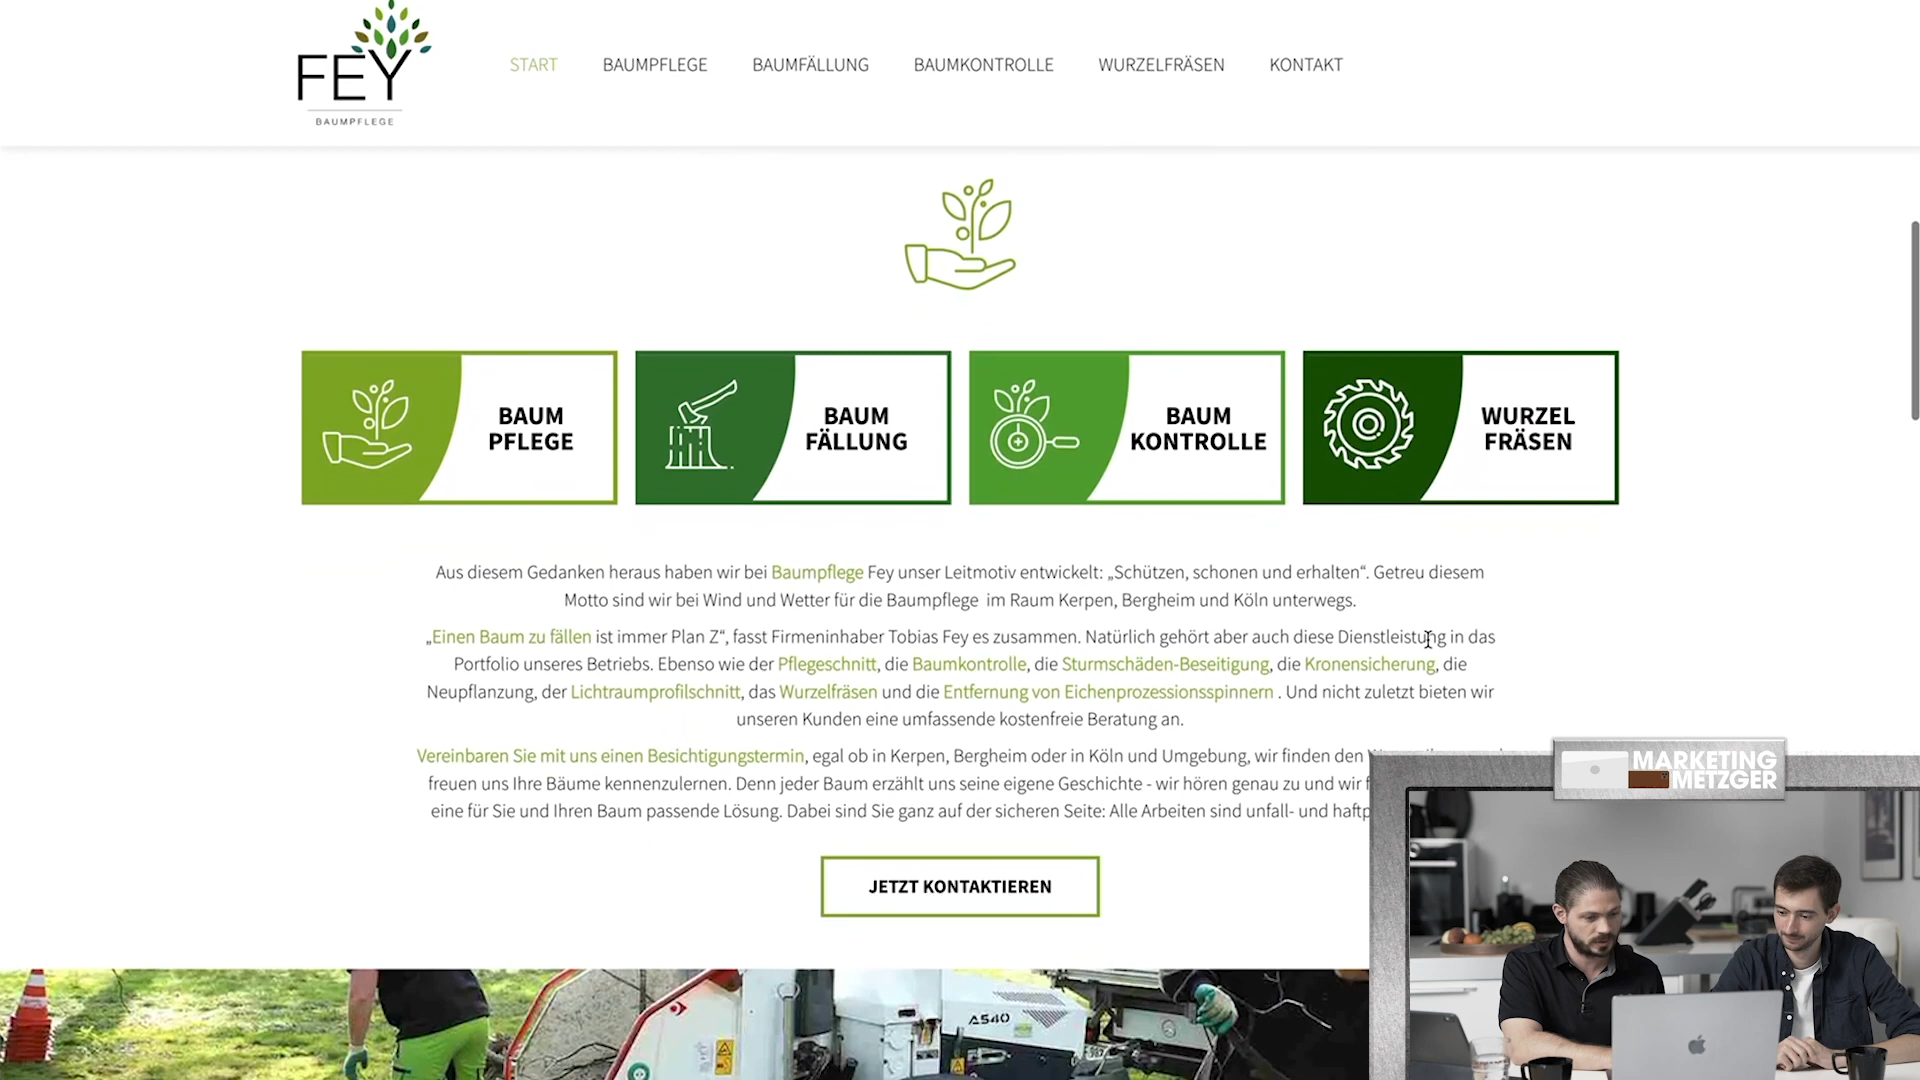 FEY
BAUMPFLEGE
START
BAUMPFLEGE
BAUMFÄLLUNG
BAUMKONTROLLE
WURZELFRÄSEN
KONTAKT
BAUM
PFLEGE
BAUM
FÄLLUNG
BAUM
KONTROLLE
WURZEL
FRÄSEN
Aus diesem Gedanken heraus haben wir bei Baumpflege Fey unser Leitmotiv entwickelt: „Schützen, schonen und erhalten“. Getreu diesem
Motto sind wir bei Wind und Wetter für die Baumpflege im Raum Kerpen, Bergheim und Köln unterwegs.
„Einen Baum zu fällen ist immer Plan Z“, fasst Firmeninhaber Tobias Fey es zusammen. Natürlich gehört aber auch diese Dienstleistung in das
Portfolio unseres Betriebs. Ebenso wie der Pflegeschnitt, die Baumkontrolle, die Sturmschäden-Beseitigung, die Kronensicherung, die
Neupflanzung, der Lichtraumprofilschnitt, das Wurzelfräsen und die Entfernung von Eichenprozessionsspinnern . Und nicht zuletzt bieten wir
unseren Kunden eine umfassende kostenfreie Beratung an.
Vereinbaren Sie mit uns einen Besichtigungstermin, egal ob in Kerpen, Bergheim oder in Köln und Umgebung, wir finden den
freuen uns Ihre Bäume kennenzulernen. Denn jeder Baum erzählt uns seine eigene Geschichte - wir hören genau zu und wir
eine für Sie und Ihren Baum passende Lösung. Dabei sind Sie ganz auf der sicheren Seite: Alle Arbeiten sind unfall- und
JETZT KONTAKTIEREN
A540
MARKETING
METZGER